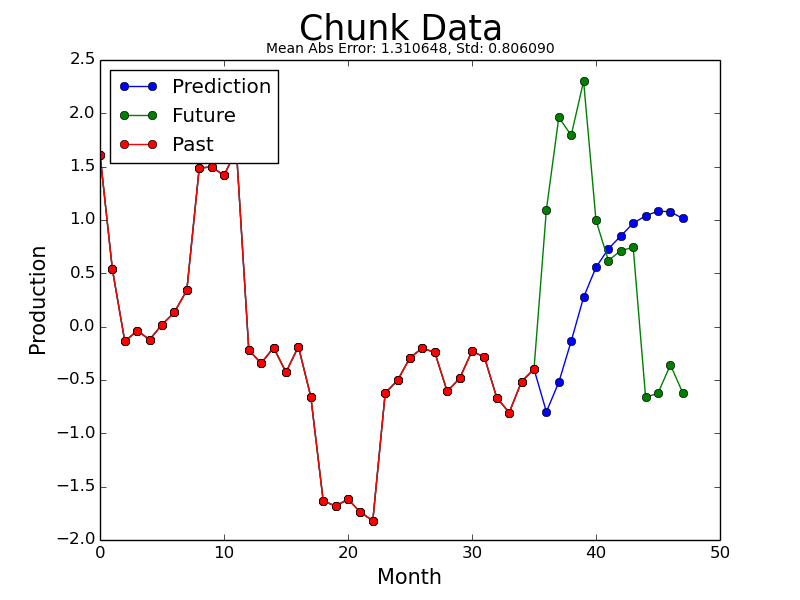 Chunk Data
Mean Abs Error: 1.310648, Std: 0.806090
Prediction
Future
Past
2.5
2.0
1.5
1.0
0.5
0.0
−0.5
−1.0
−1.5
−2.0
Production
0 10 20 30 40 50
Month